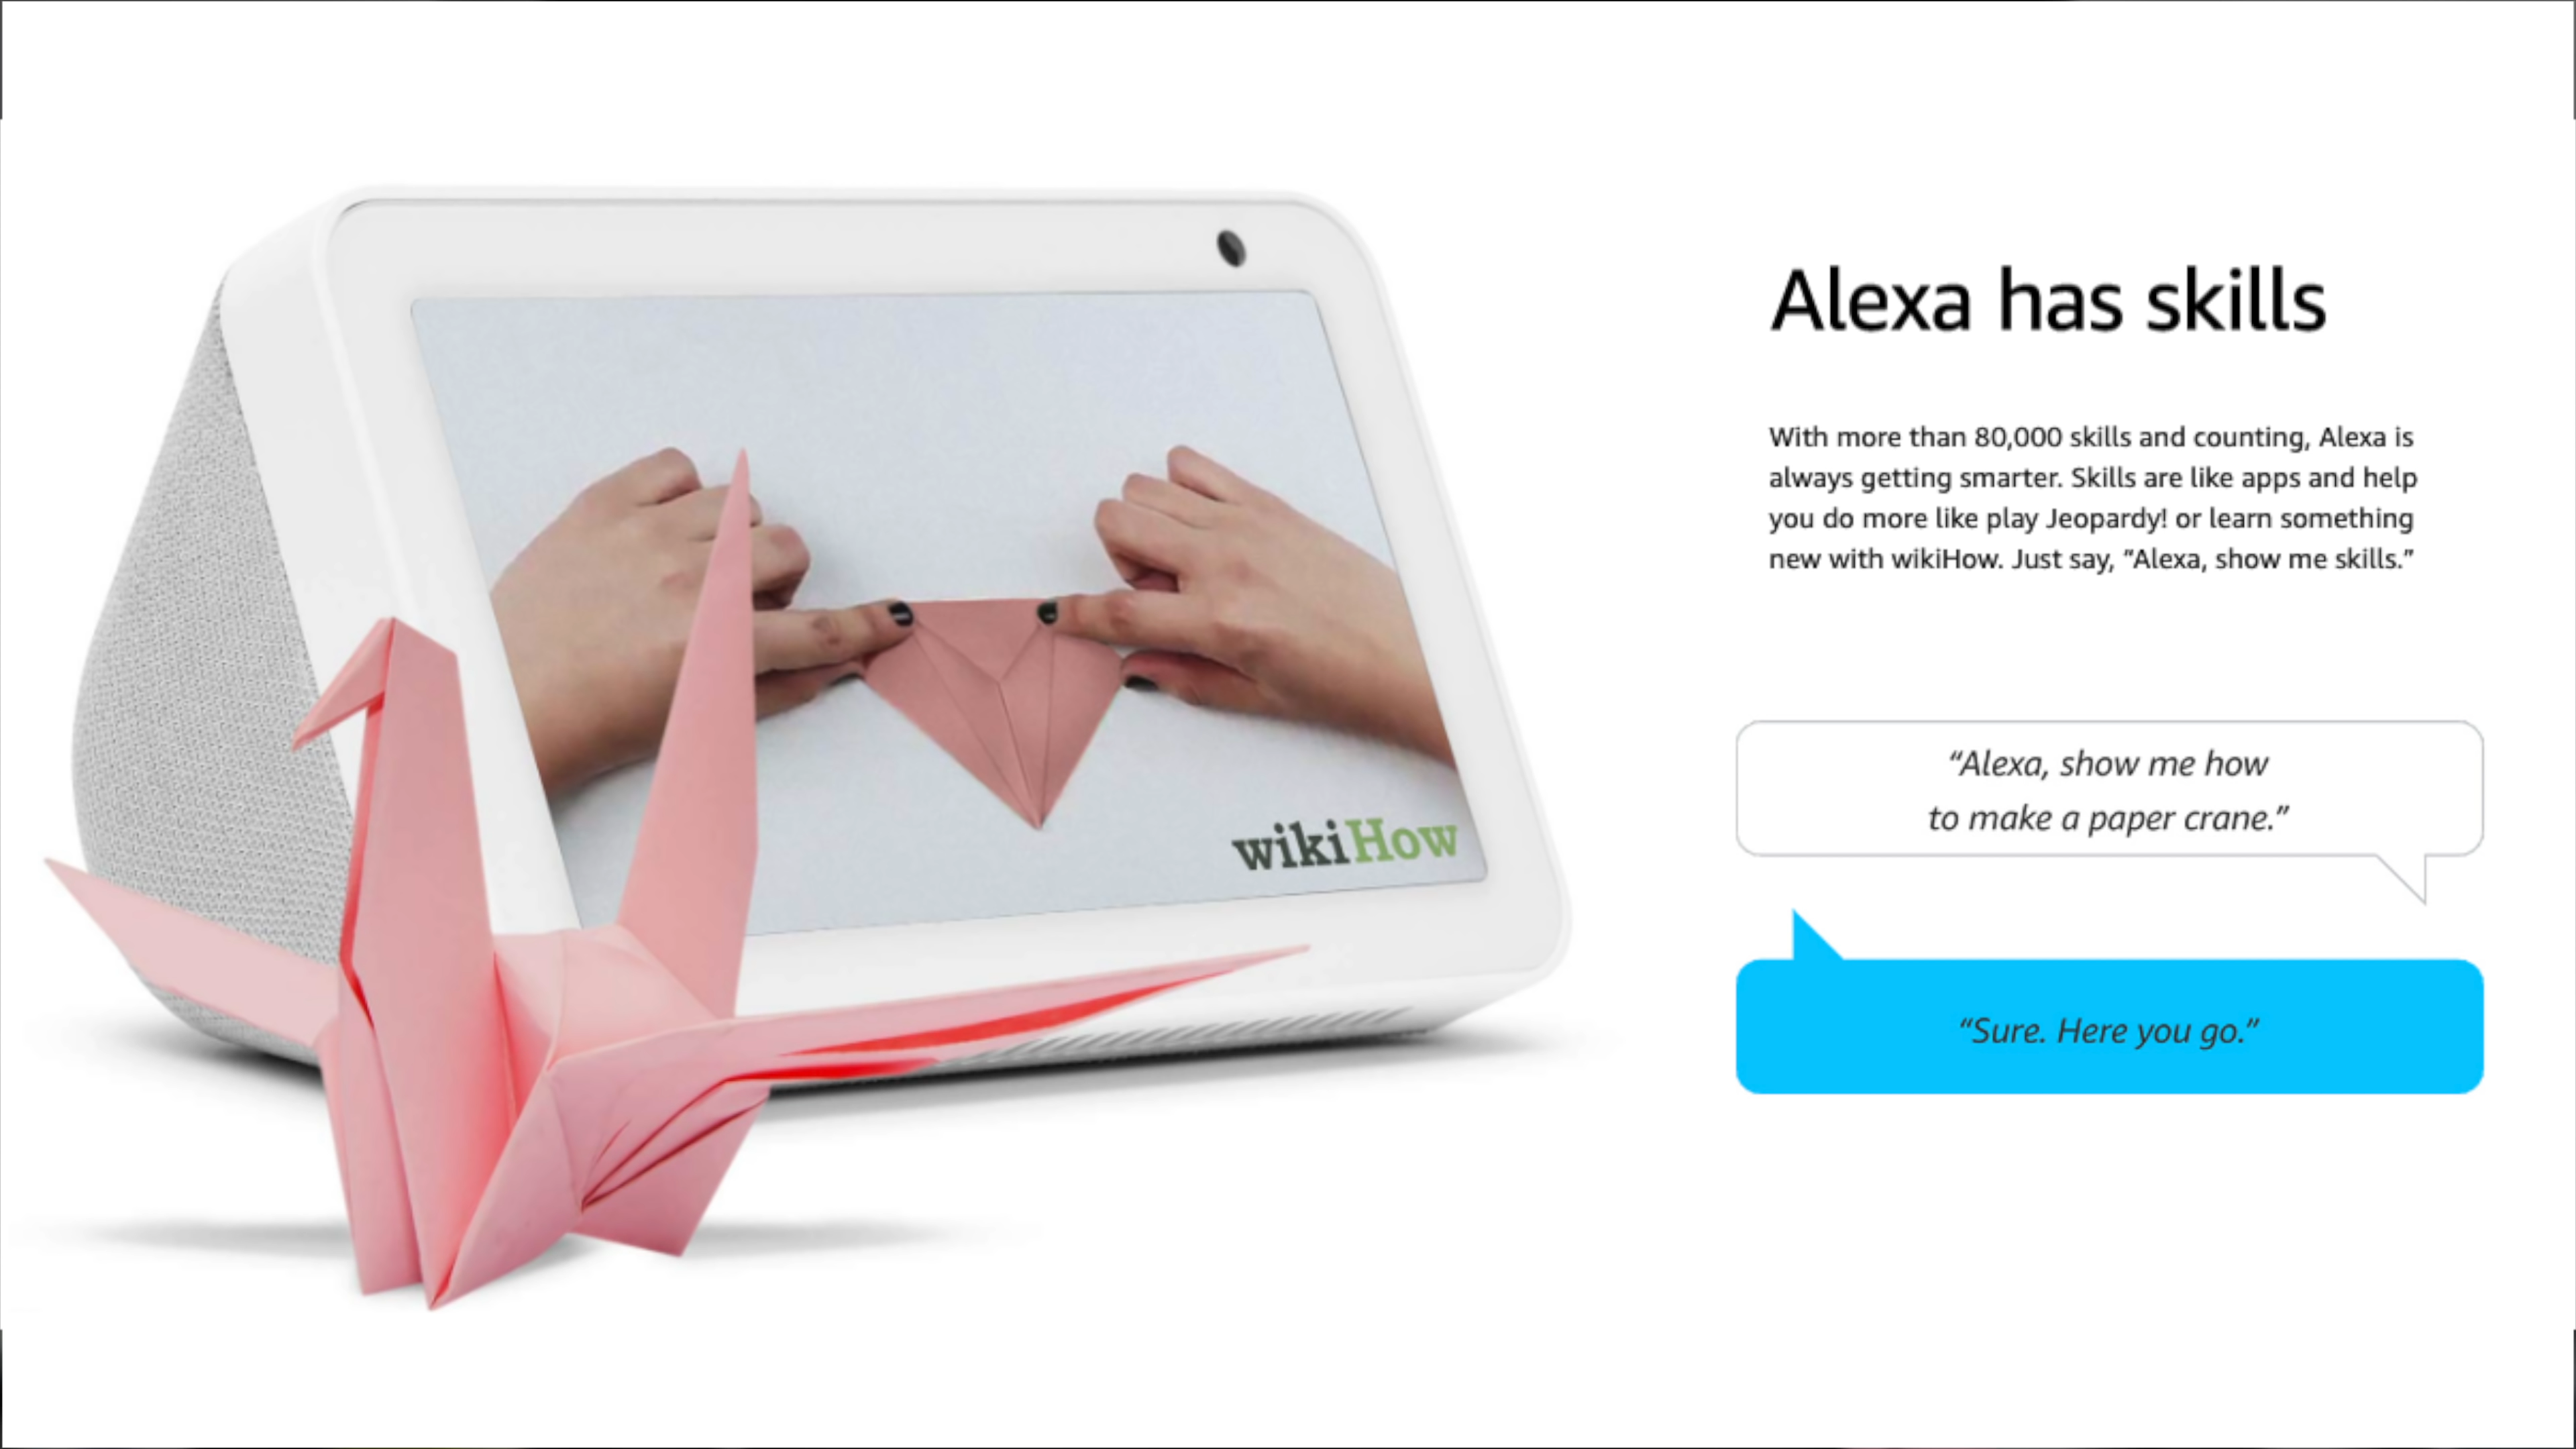 Alexa has skills
With more than 80,000 skills and counting, Alexa is
always getting smarter. Skills are like apps and help
you do more like play Jeopardy! or learn something
new with wikiHow. Just say, “Alexa, show me skills.”
“Alexa, show me how
to make a paper crane.”
“Sure. Here you go.”
wikiHow